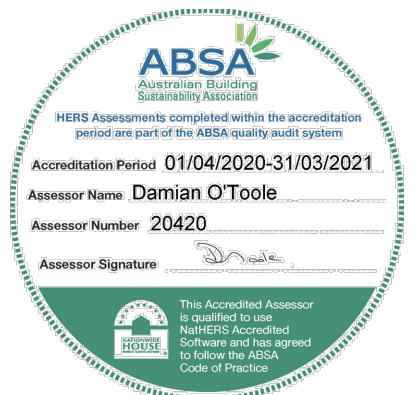 ABSA
Australian Building
Sustainability Association
HERS Assessments completed within the accreditation
period are part of the ABSA quality audit system
Accreditation Period 01/04/2020-31/03/2021
Assessor Name Damian O'Toole
Assessor Number 20420
Assessor Signature
This Accredited Assessor
is qualified to use
NatHERS Accredited
Software and has agreed
to follow the ABSA
Code of Practice
NATIONWIDE
HOUSE